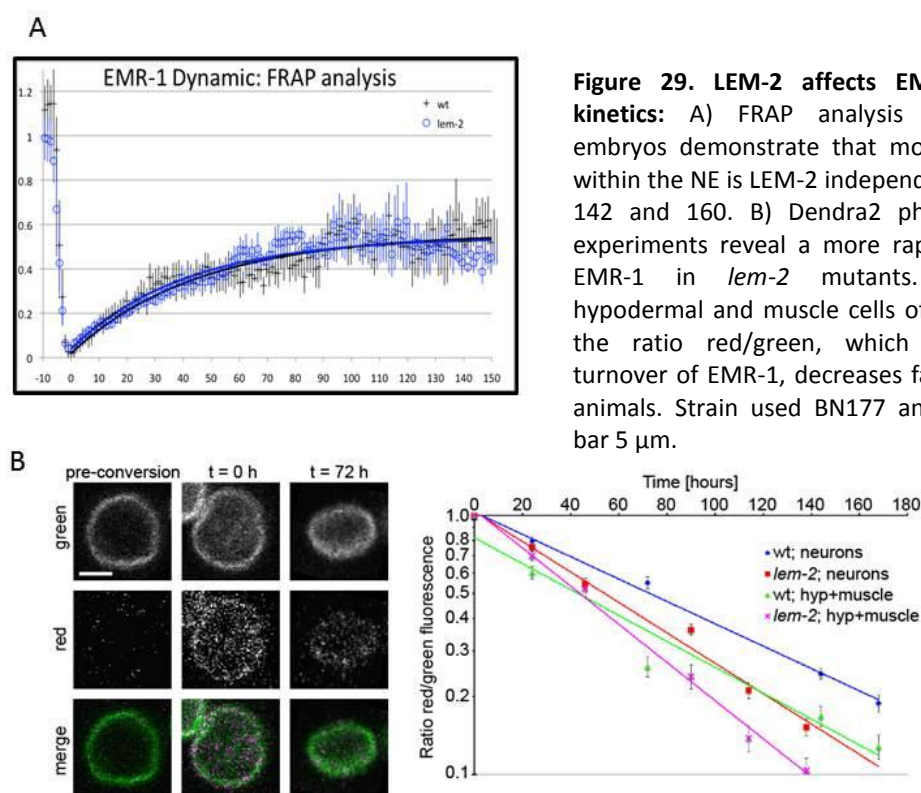 A
EMR-1 Dynamic: FRAP analysis
+ wt
○ lem-2
1.2
1
0.8
0.6
0.4
0.2
0
-10 0 10 20 30 40 50 60 70 80 90 100 110 120 130 140 150
Figure 29. LEM-2 affects EM
kinetics: A) FRAP analysis
embryos demonstrate that mo
within the NE is LEM-2 independ
142 and 160. B) Dendra2 ph
experiments reveal a more rap
EMR-1 in lem-2 mutants.
hypodermal and muscle cells of
the ratio red/green, which
turnover of EMR-1, decreases fa
animals. Strain used BN177 an
bar 5 µm.
B
pre-conversion t = 0 h t = 72 h
green
red
merge
Time [hours]
0 20 40 60 80 100 120 140 160 180
1.0
0.8
0.6
0.5
0.4
0.3
0.2
0.1
Ratio red/green fluorescence
wt; neurons
lem-2; neurons
wt; hyp+muscle
lem-2; hyp+muscle